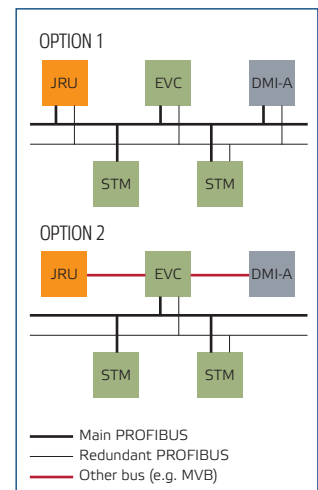 OPTION 1
JRU EVC DMI-A
STM STM
OPTION 2
JRU EVC DMI-A
STM STM
Main PROFIBUS
Redundant PROFIBUS
Other bus (e.g. MVB)